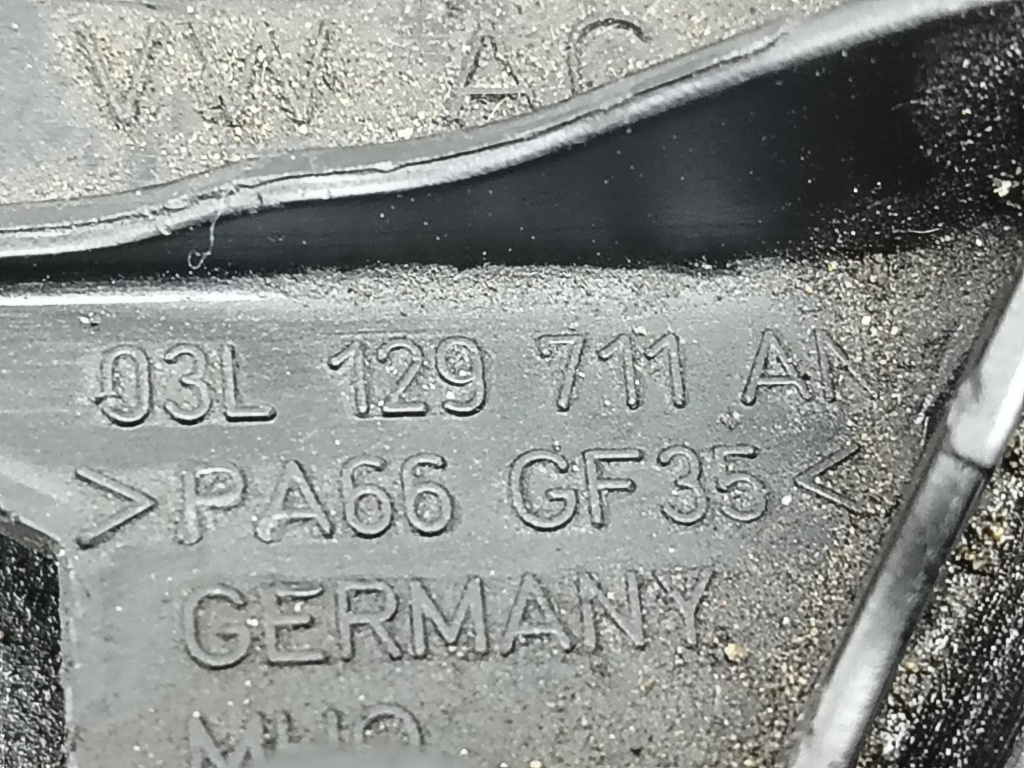 VW AG
03L 129 711 AN
>PA66 GF35<
GERMANY